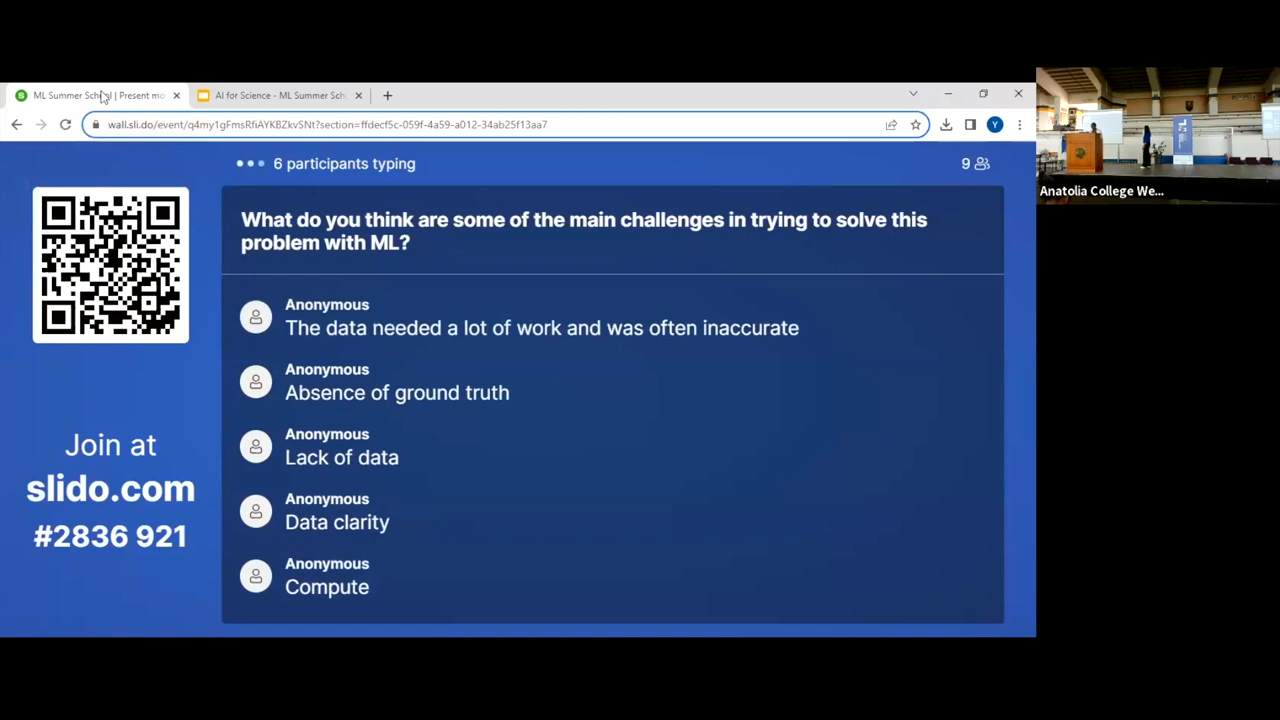 ML Summer School | Present mo
AI for Science - ML Summer Sch
wall.sli.do/event/q4my1gFmsRfiAYKBZkvSNt?section=ffdecf5c-059f-4a59-a012-34ab25f13aa7
Y
6 participants typing
9
What do you think are some of the main challenges in trying to solve this
problem with ML?
Anonymous
The data needed a lot of work and was often inaccurate
Anonymous
Absence of ground truth
Anonymous
Lack of data
Anonymous
Data clarity
Anonymous
Compute
Join at
slido.com
#2836 921
Anatolia College We...